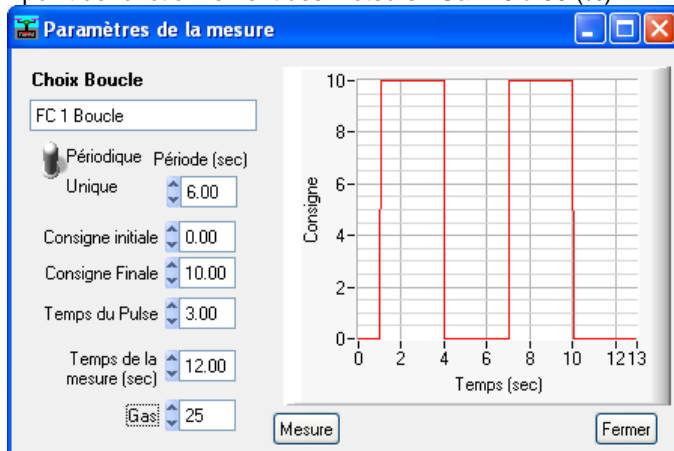 Paramètres de la mesure
Choix Boucle
FC 1 Boucle
Périodique Période (sec)
Unique 6.00
Consigne initiale 0.00
Consigne Finale 10.00
Temps du Pulse 3.00
Temps de la
mesure (sec) 12.00
Gas 25
Consigne
10
8
6
4
2
0
0 2 4 6 8 10 1213
Temps (sec)
Mesure
Fermer